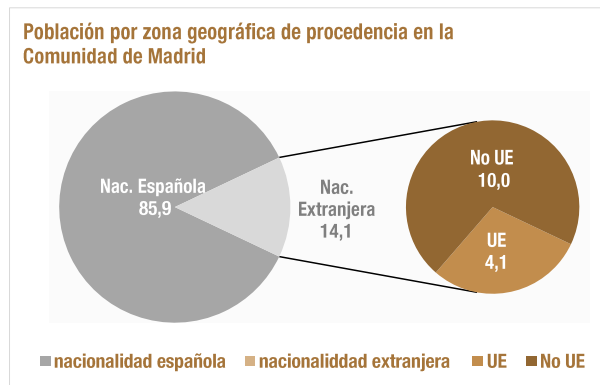 Población por zona geográfica de procedencia en la
Comunidad de Madrid
Nac. Española
85,9
Nac.
Extranjera
14,1
No UE
10,0
UE
4,1
nacionalidad española
nacionaliddad extranjera
UE
No UE